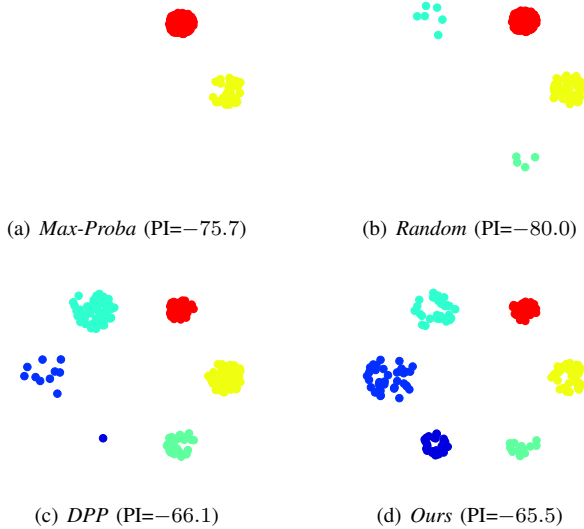 (a) Max-Proba (PI=−75.7)
(b) Random (PI=−80.0)
(c) DPP (PI=−66.1)
(d) Ours (PI=−65.5)